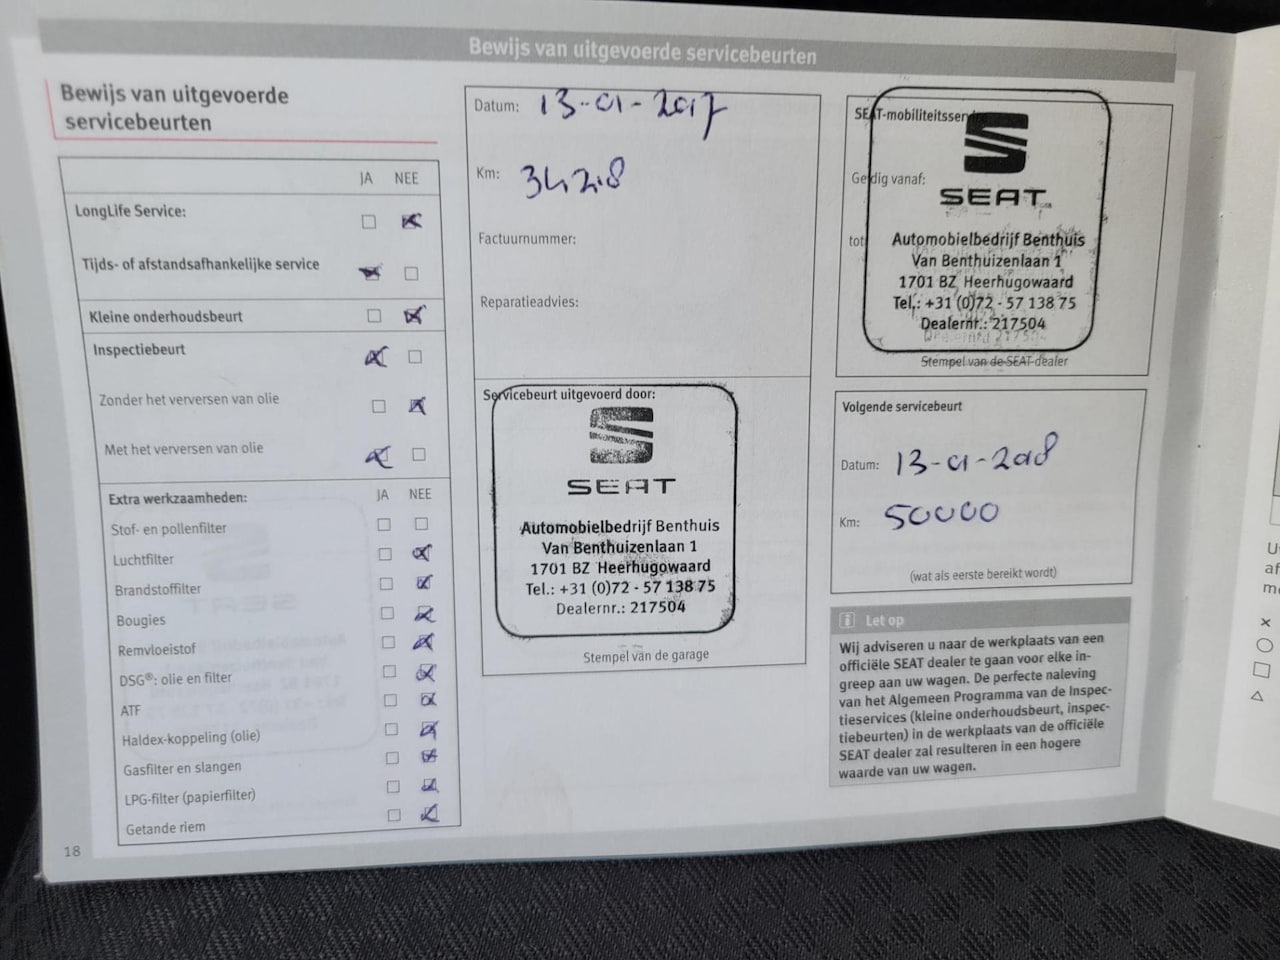 Bewijs van uitgevoerde servicebeurten
Bewijs van uitgevoerde
servicebeurten
JA NEE
LongLife Service:
Tijds- of afstandsafhankelijke service
Kleine onderhoudsbeurt
Inspectiebeurt
Zonder het verversen van olie
Met het verversen van olie
Extra werkzaamheden: JA NEE
Stof- en pollenfilter
Luchtfilter
Brandstoffilter
Bougies
Remvloeistof
DSG®: olie en filter
ATF
Haldex-koppeling (olie)
Gasfilter en slangen
LPG-filter (papierfilter)
Getande riem
18
Datum: 13-01-2017
Km: 34218
Factuurnummer:
Reparatieadvies:
Servicebeurt uitgevoerd door:
SEAT
Automobielbedrijf Benthuis
Van Benthuizenlaan 1
1701 BZ Heerhugowaard
Tel.: +31 (0)72 - 57 138 75
Dealernr.: 217504
Stempel van de garage
SEAT-mobiliteitsservice
Geldig vanaf:
tot:
SEAT
Automobielbedrijf Benthuis
Van Benthuizenlaan 1
1701 BZ Heerhugowaard
Tel.: +31 (0)72 - 57 138 75
Dealernr.: 217504
Stempel van de SEAT-dealer
Volgende servicebeurt
Datum: 13-01-2018
Km: 50000
(wat als eerste bereikt wordt)
i Let op
Wij adviseren u naar de werkplaats van een
officiële SEAT dealer te gaan voor elke in-
greep aan uw wagen. De perfecte naleving
van het Algemeen Programma van de Inspec-
tieservices (kleine onderhoudsbeurt, inspec-
tiebeurten) in de werkplaats van de officiële
SEAT dealer zal resulteren in een hogere
waarde van uw wagen.